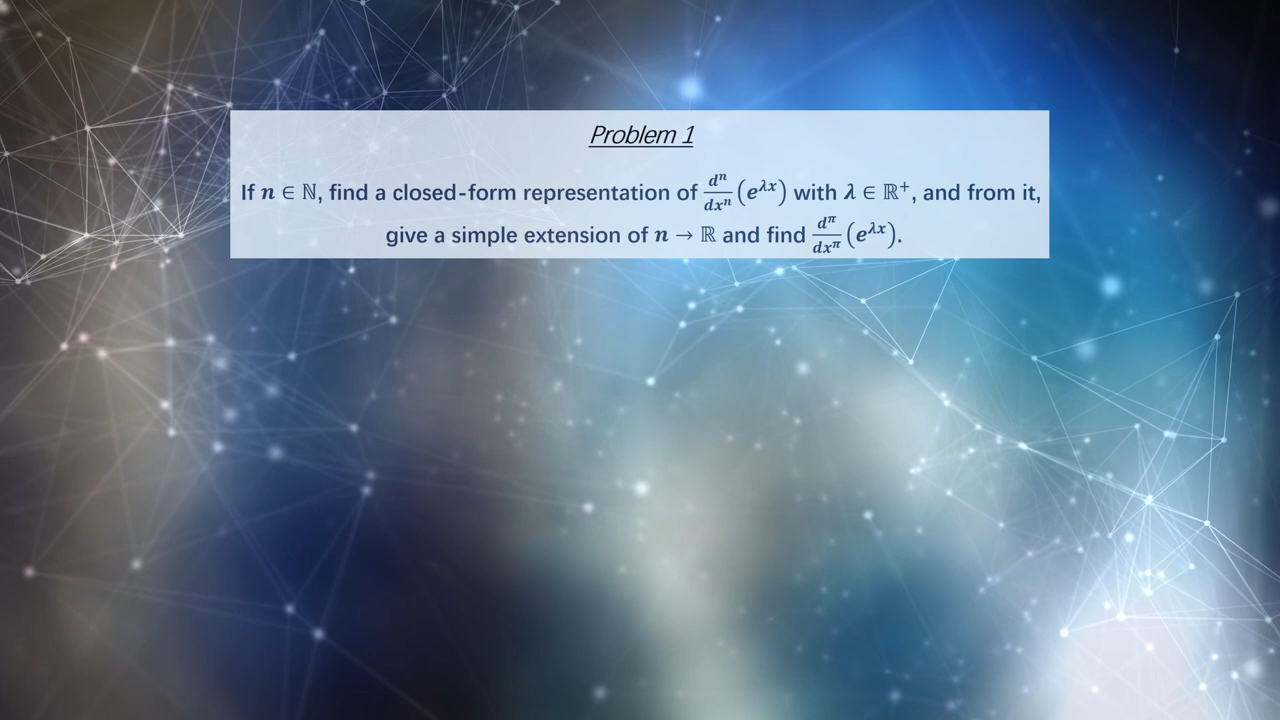 Problem 1
If n ∈ ℕ, find a closed-form representation of dⁿ/dxⁿ (e^λx) with λ ∈ ℝ⁺, and from it,
give a simple extension of n → ℝ and find d^π/dx^π (e^λx).